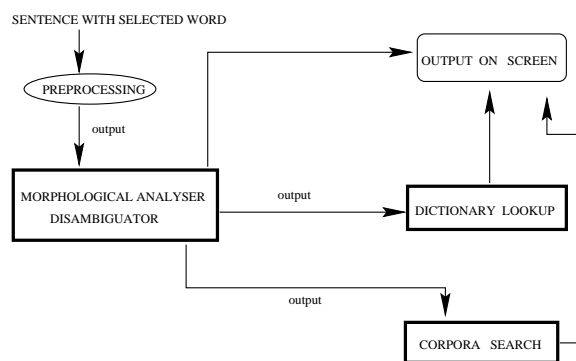 SENTENCE WITH SELECTED WORD
PREPROCESSING
output
MORPHOLOGICAL ANALYSER
DISAMBIGUATOR
OUTPUT ON SCREEN
output
DICTIONARY LOOKUP
output
CORPORA SEARCH